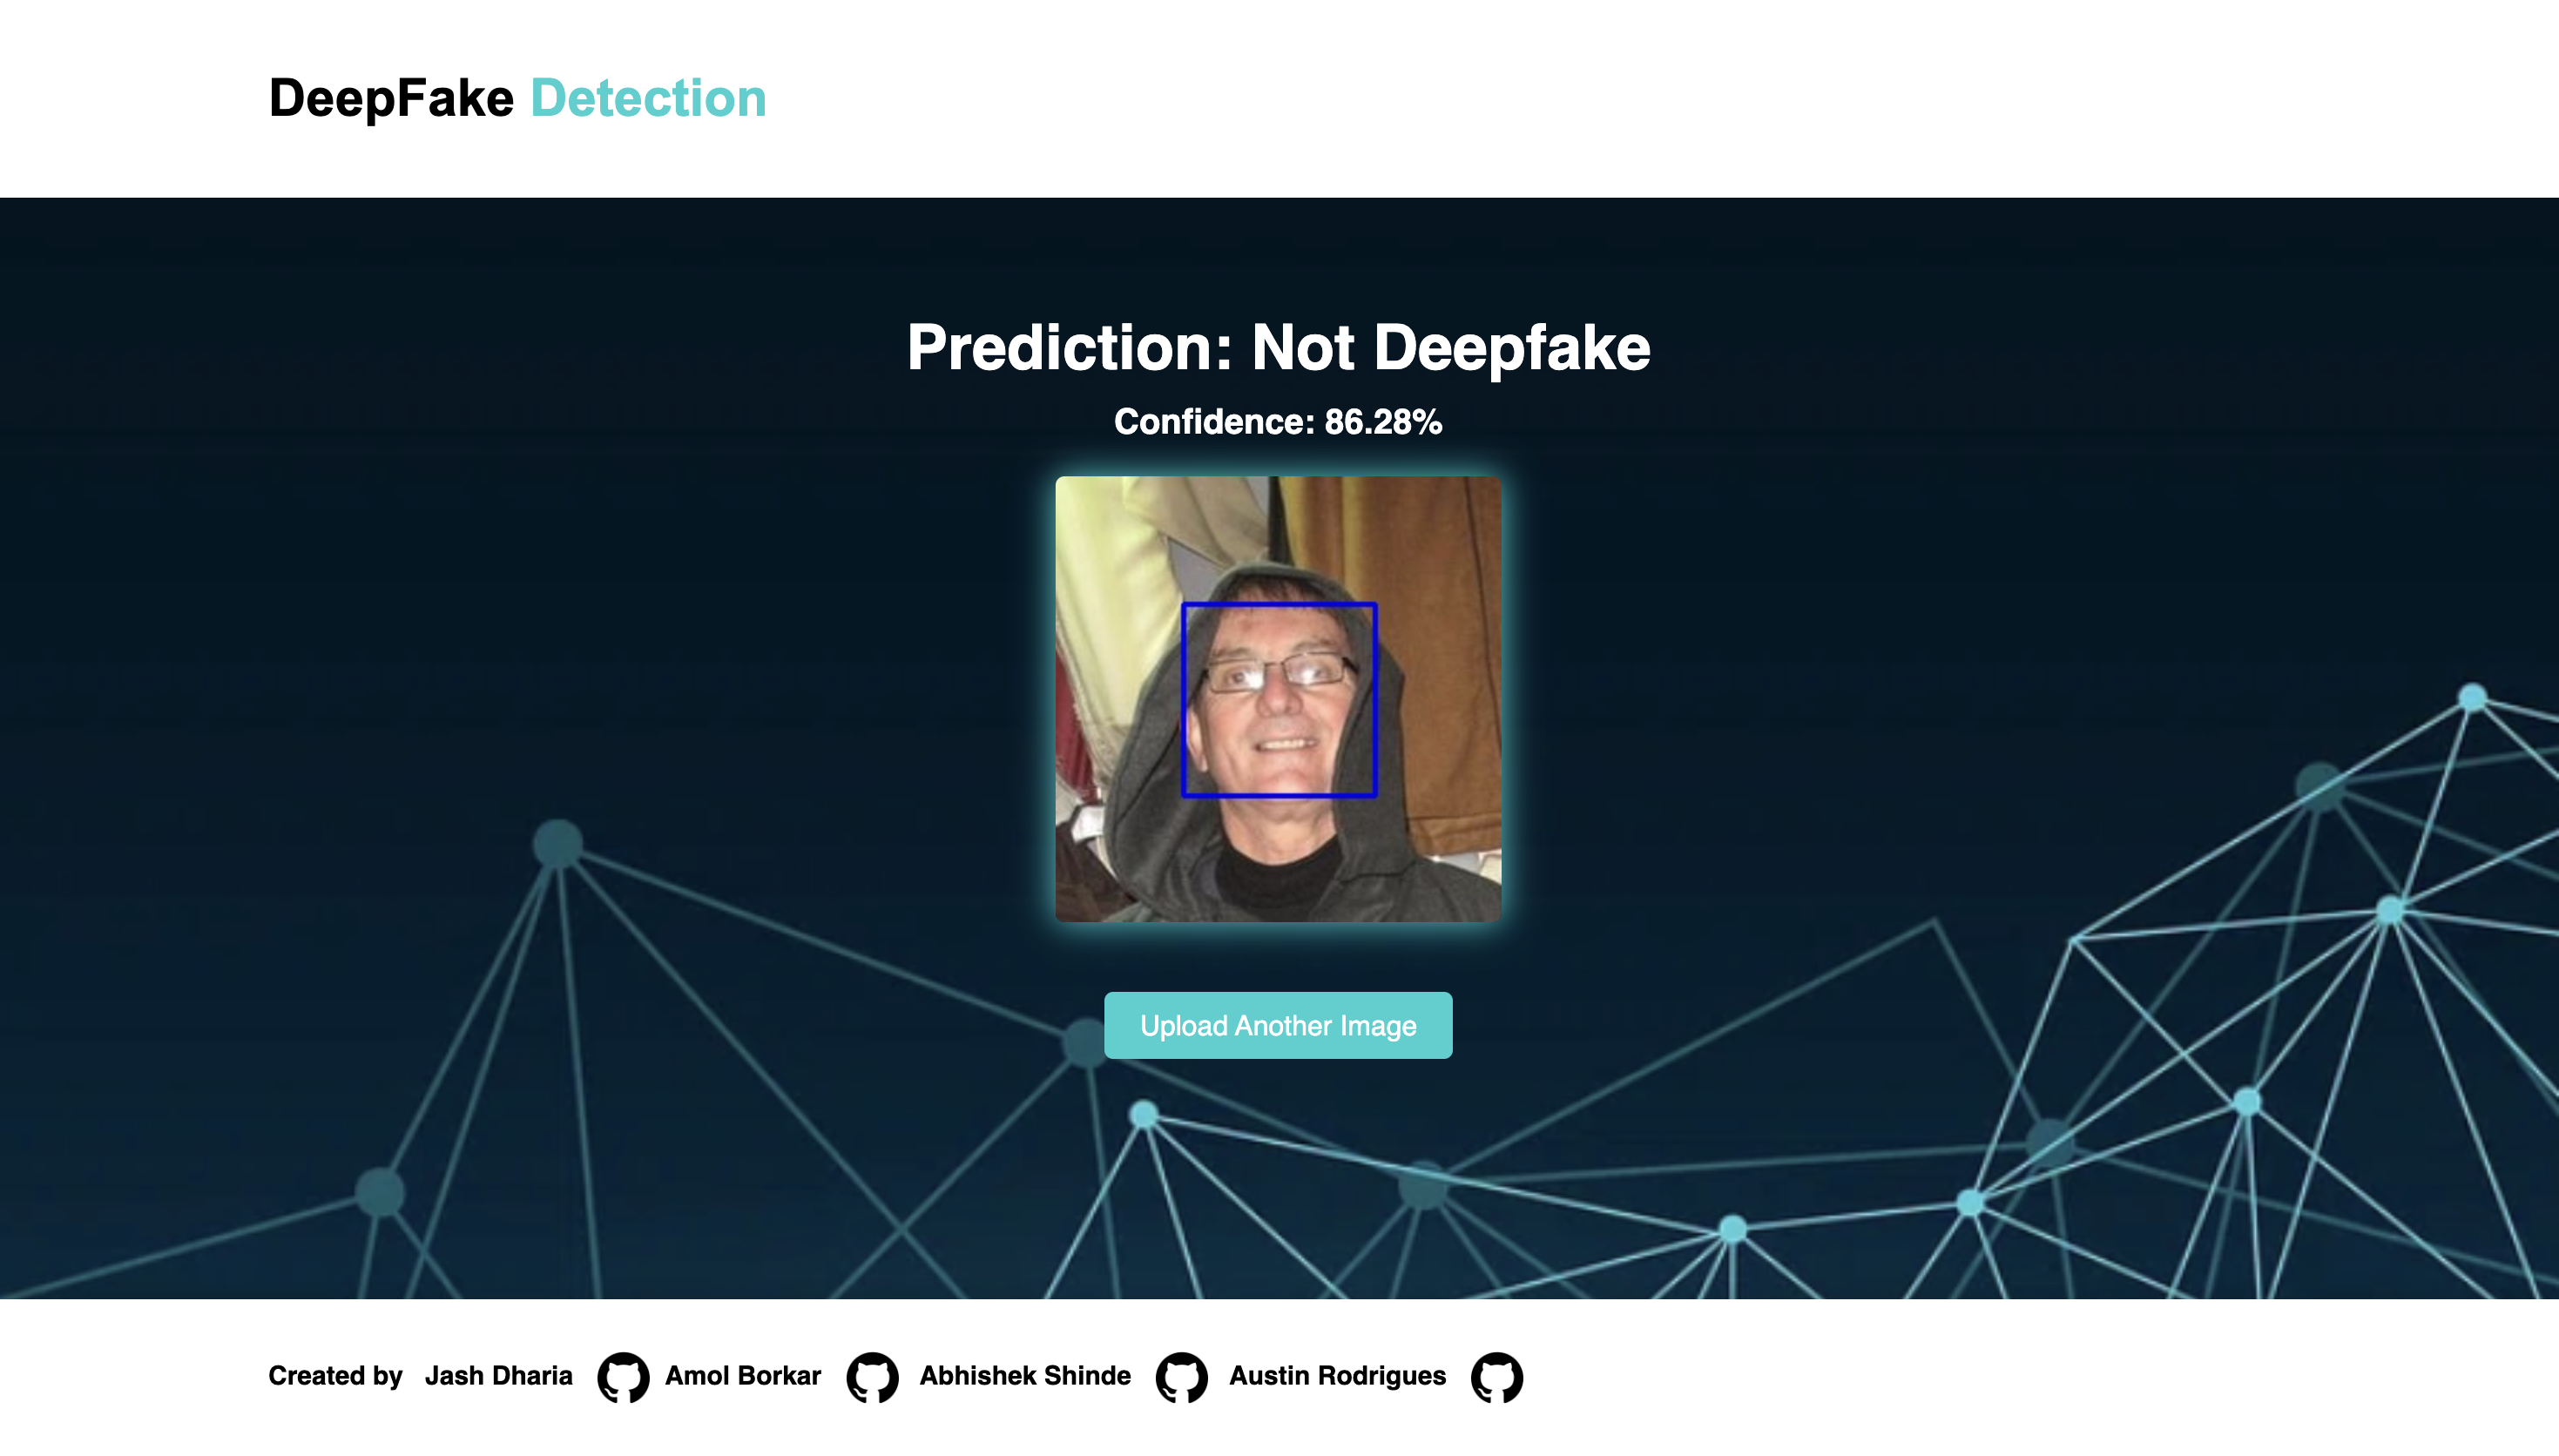 DeepFake Detection
Prediction: Not Deepfake
Confidence: 86.28%
Upload Another Image
Created by Jash Dharia Amol Borkar Abhishek Shinde Austin Rodrigues